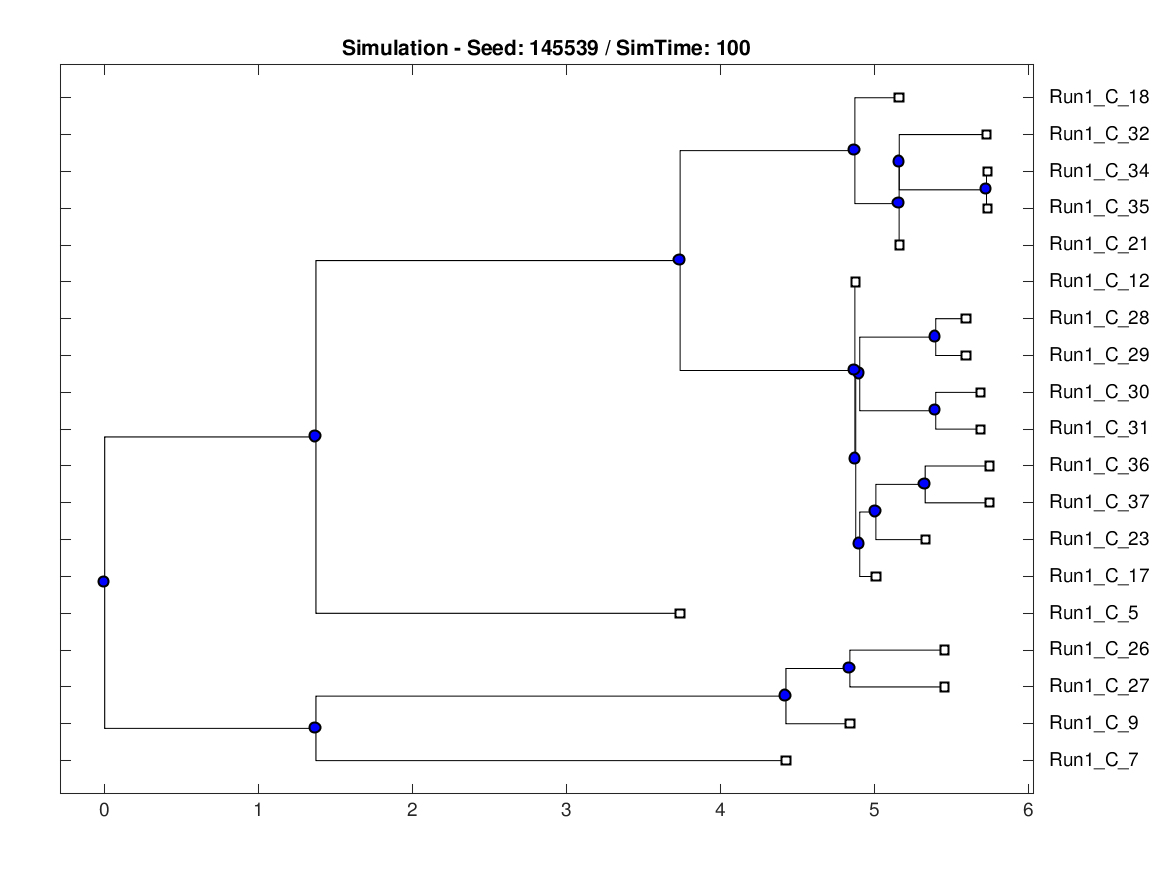 Simulation - Seed: 145539 / SimTime: 100
Run1_C_18
Run1_C_32
Run1_C_34
Run1_C_35
Run1_C_21
Run1_C_12
Run1_C_28
Run1_C_29
Run1_C_30
Run1_C_31
Run1_C_36
Run1_C_37
Run1_C_23
Run1_C_17
Run1_C_5
Run1_C_26
Run1_C_27
Run1_C_9
Run1_C_7
0 1 2 3 4 5 6